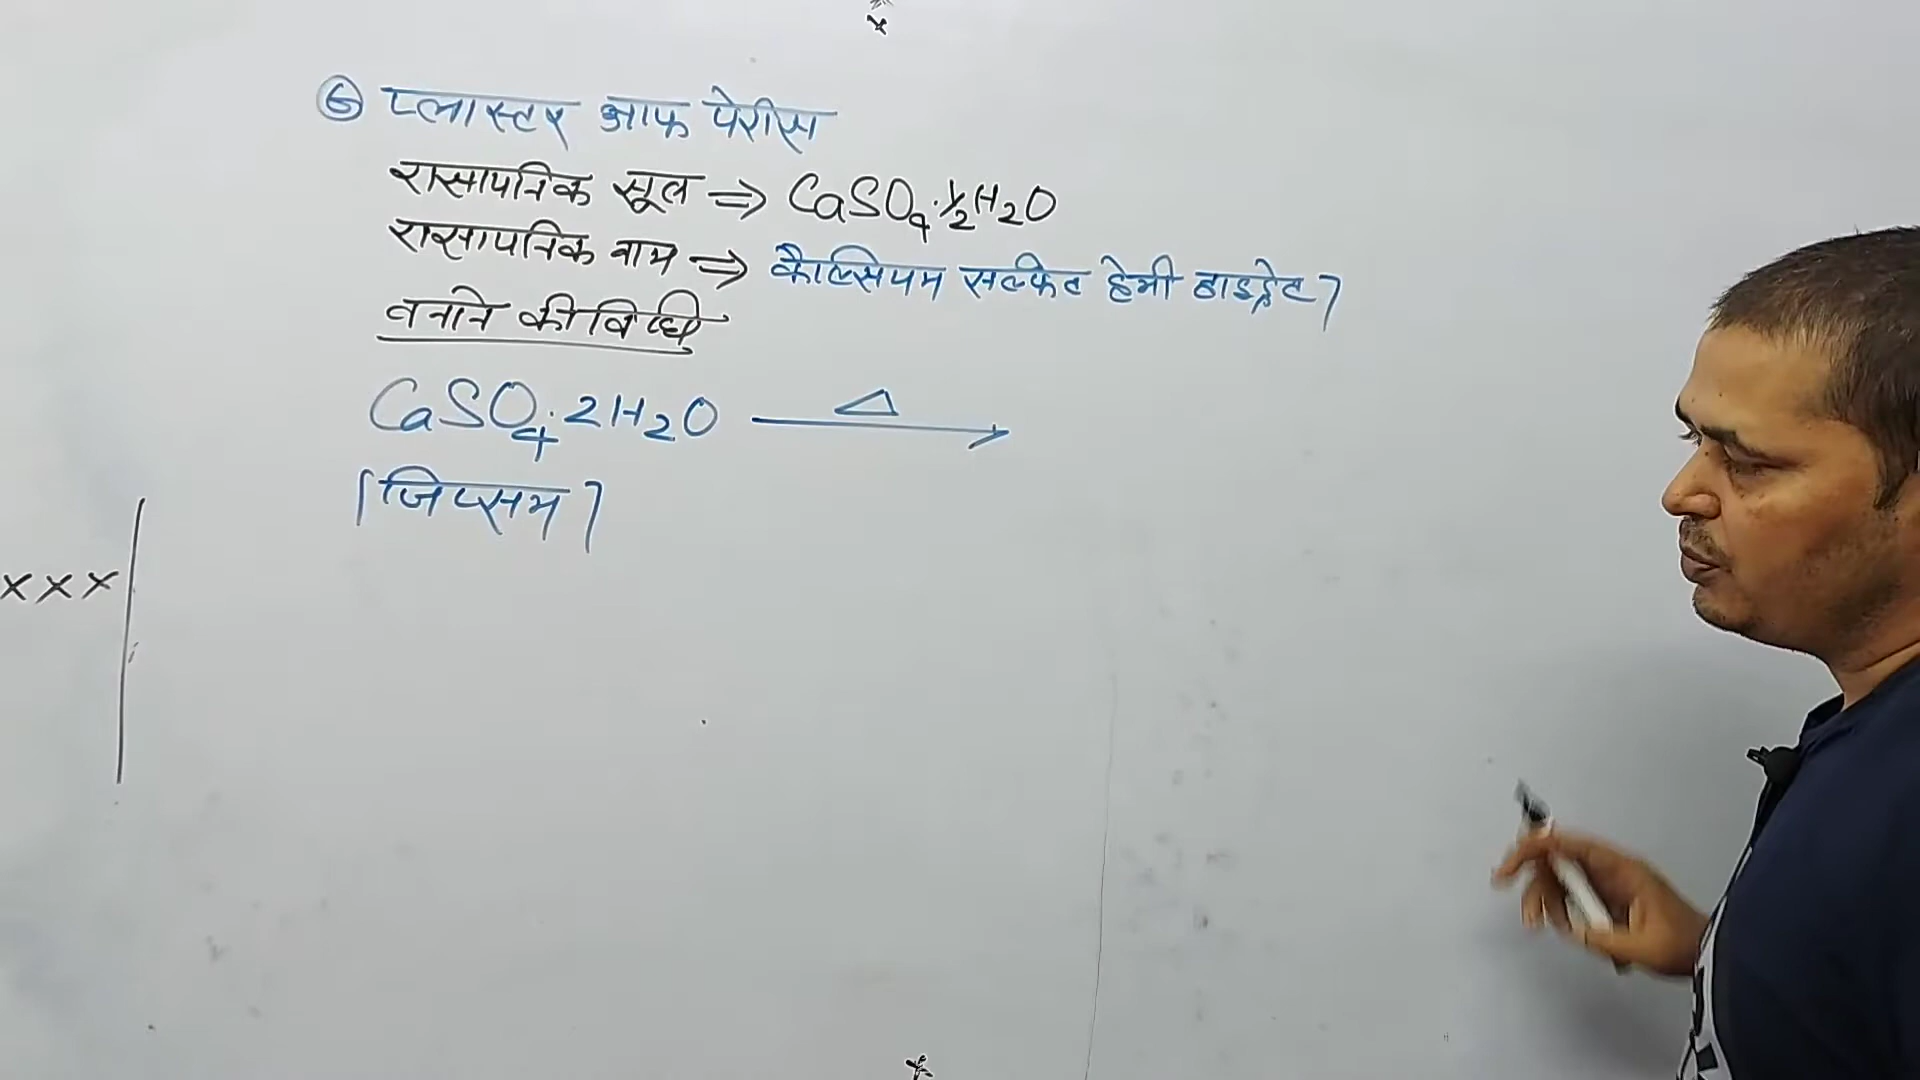 ⑥ प्लास्टर आफ पेरीस
रासायनिक सूत्र ⇒ CaSO₄·½H₂O
रासायनिक नाम ⇒ कैल्सियम सल्फेट हेमी हाइड्रेट]
बनाने की विधि
CaSO₄·2H₂O —△→
[जिप्सम]
xxx